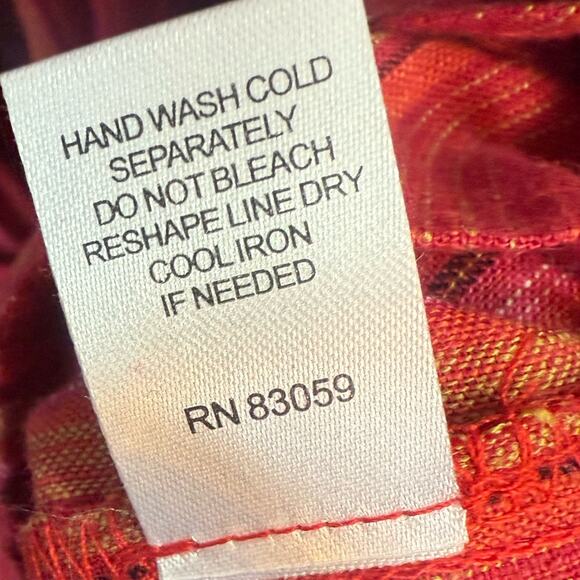 HAND WASH COLD
SEPARATELY
DO NOT BLEACH
RESHAPE LINE DRY
COOL IRON
IF NEEDED
RN 83059